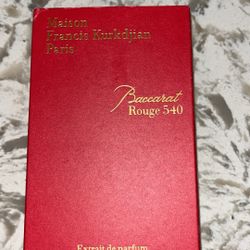 Maison
Francis Kurkdjian
Paris
Baccarat
Rouge 540
Extrait de parfum